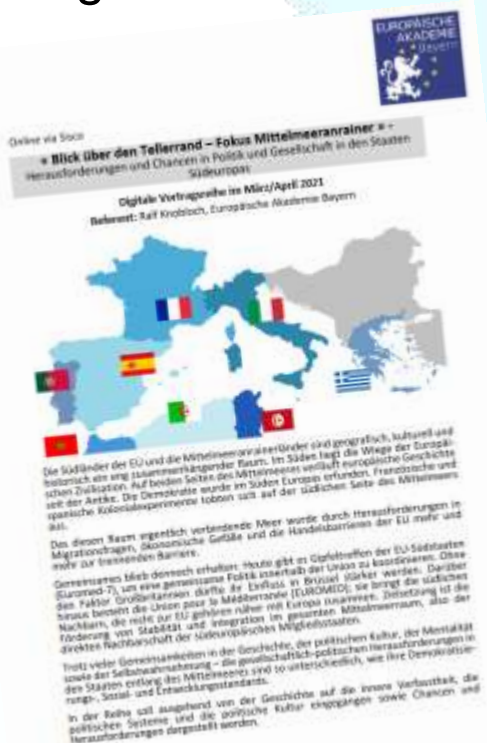 EUROPÄISCHE
AKADEMIE
Bayern
Online via Sisco
« Blick über den Tellerrand – Fokus Mittelmeeranrainer » -
Herausforderungen und Chancen in Politik und Gesellschaft in den Staaten
Südeuropas
Digitale Vortragsreihe im März/April 2021
Referent: Ralf Knobloch, Europäische Akademie Bayern
Die Südländer der EU und die Mittelmeeranrainerländer sind geografisch, kulturell und
historisch ein eng zusammenhängender Raum. Im Süden liegt die Wiege der Europäi-
schen Zivilisation. Auf beiden Seiten des Mittelmeeres verläuft europäische Geschichte
seit der Antike. Die Demokratie wurde im Süden Europas erfunden. Französische und
spanische Kolonialexperimente tobten sich auf der südlichen Seite des Mittelmeers
aus.
Das diesen Raum eigentlich verbindende Meer wurde durch Herausforderungen in
Migrationsfragen, ökonomische Gefälle und die Handelsbarrieren der EU mehr und
mehr zur trennenden Barriere.
Gemeinsames blieb dennoch erhalten: Heute gibt es Gipfeltreffen der EU-Südstaaten
(Euromed-7), um eine gemeinsame Politik innerhalb der Union zu koordinieren. Ohne
den Faktor Großbritannien dürfte ihr Einfluss in Brüssel stärker werden. Darüber
hinaus besteht die Union pour la Méditerranée (EUROMED); sie bringt die südlichen
Nachbarn, die nicht zur EU gehören näher mit Europa zusammen. Zielsetzung ist die
Förderung von Stabilität und Integration im gesamten Mittelmeerraum, also der
direkten Nachbarschaft der südeuropäischen Mitgliedsstaaten.
Trotz vieler Gemeinsamkeiten in der Geschichte, der politischen Kultur, der Mentalität
sowie der Selbstwahrnehmung – die gesellschaftlich-politischen Herausforderungen in
den Staaten entlang des Mittelmeeres sind so unterschiedlich, wie ihre Demokratisie-
rungs-, Sozial- und Entwicklungsstandards.
In der Reihe soll ausgehend von der Geschichte auf die innere Verfasstheit, die
politischen Systeme und die politische Kultur eingegangen sowie Chancen und
Herausforderungen dargestellt werden.